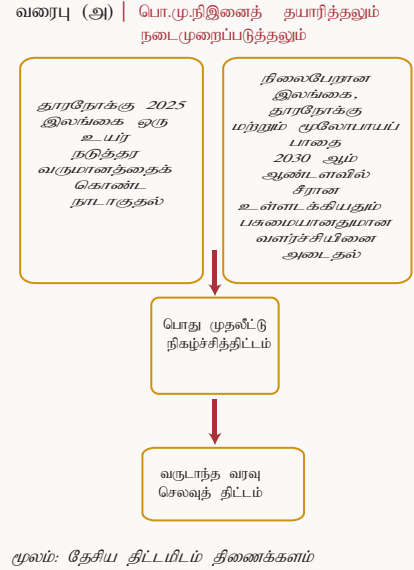 வரைபு (அ) | பொ.மு.நிஇனைத் தயாரித்தலும்
நடைமுறைப்படுத்தலும்
தூரநோக்கு 2025
இலங்கை ஒரு
உயர்
நடுத்தர
வருமானத்தைக்
கொண்ட
நாடாகுதல்
நிலைபேறான
இலங்கை,
தூரநோக்கு
மற்றும் மூலோபாயப்
பாதை
2030 ஆம்
ஆண்டளவில்
சீரான
உள்ளடக்கியதும்
பசுமையானதுமான
வளர்ச்சியினை
அடைதல்
பொது முதலீட்டு
நிகழ்ச்சித்திட்டம்
வருடாந்த வரவு
செலவுத் திட்டம்
மூலம்: தேசிய திட்டமிடம் திணைக்களம்